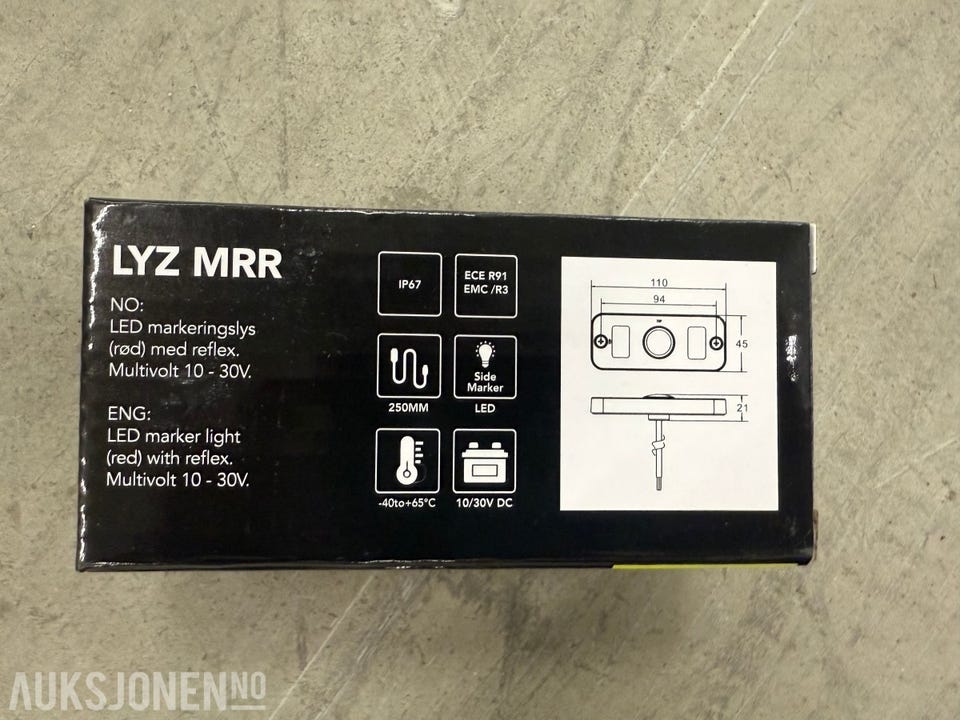 LYZ MRR
NO:
LED markeringslys
(rød) med reflex.
Multivolt 10 - 30V.
ENG:
LED marker light
(red) with reflex.
Multivolt 10 - 30V.
IP67
ECE R91
EMC /R3
250MM
Side
Marker
LED
-40to+65°C
10/30V DC
110
94
45
21
AUKSJONEN NO